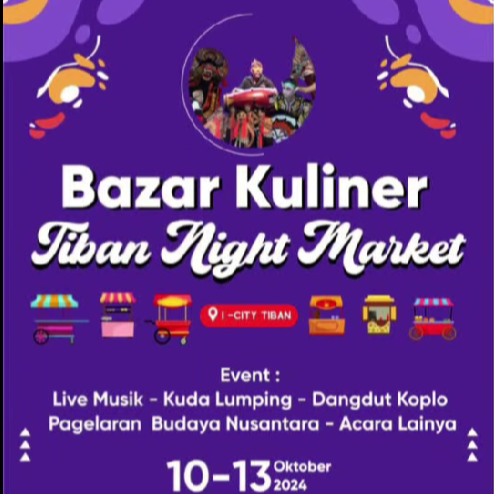 Bazar Kuliner
Tiban Night Market
I-CITY TIBAN
Event :
Live Musik - Kuda Lumping - Dangdut Koplo
Pagelaran Budaya Nusantara - Acara Lainya
10-13 Oktober
2024